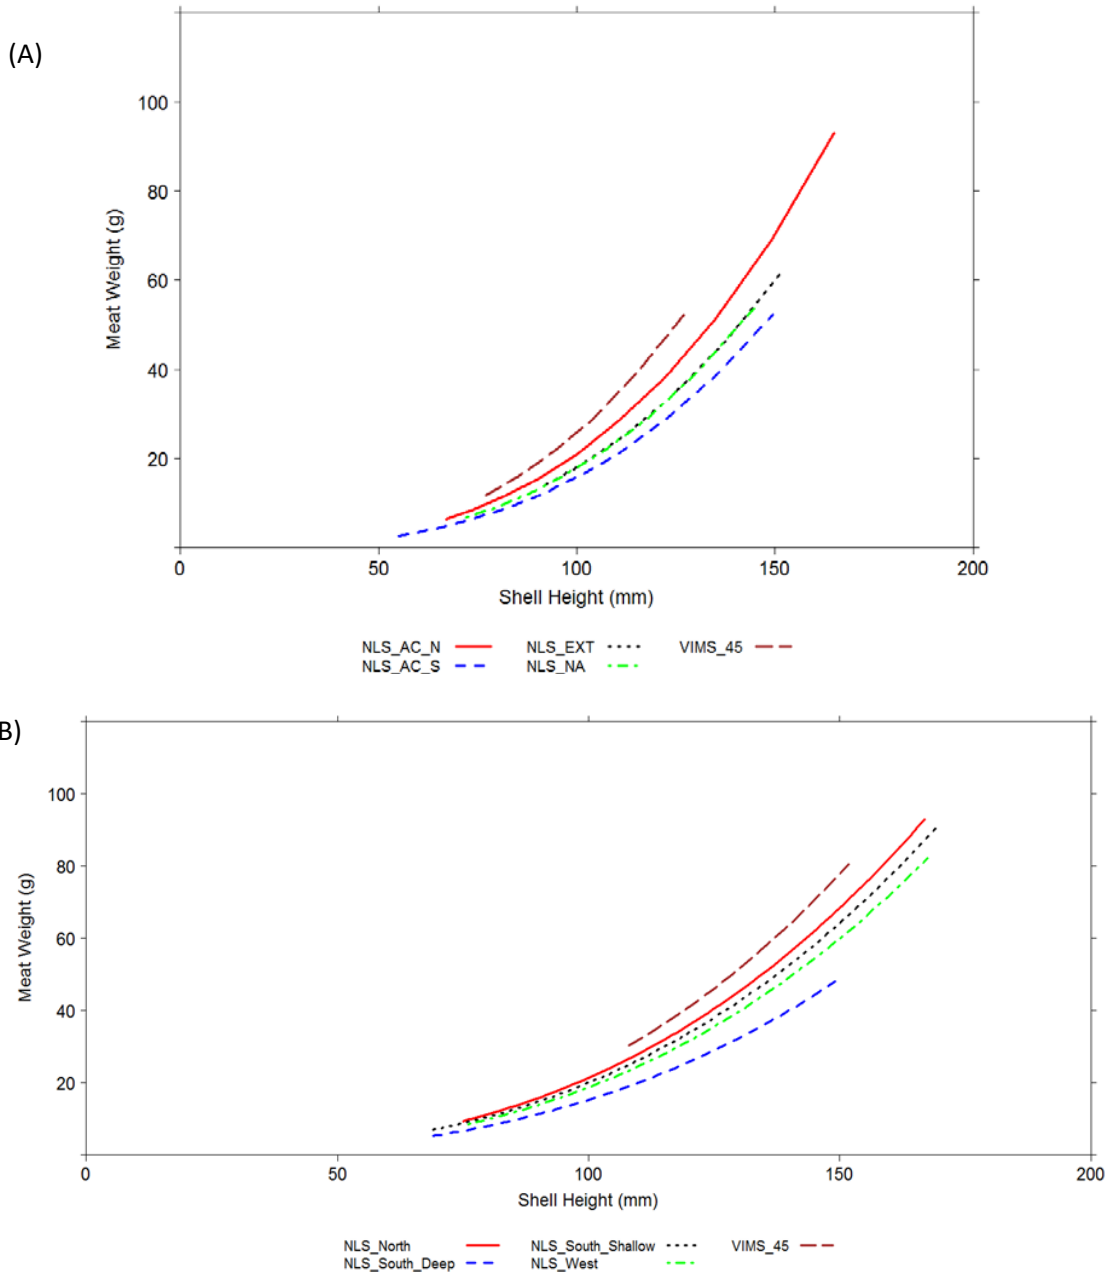 (A)
100
80
60
40
20
Meat Weight (g)
0 50 100 150 200
Shell Height (mm)
NLS_AC_N NLS_EXT VIMS_45
NLS_AC_S NLS_NA
B)
100
80
60
40
20
Meat Weight (g)
0 50 100 150 200
Shell Height (mm)
NLS_North NLS_South_Shallow VIMS_45
NLS_South_Deep NLS_West